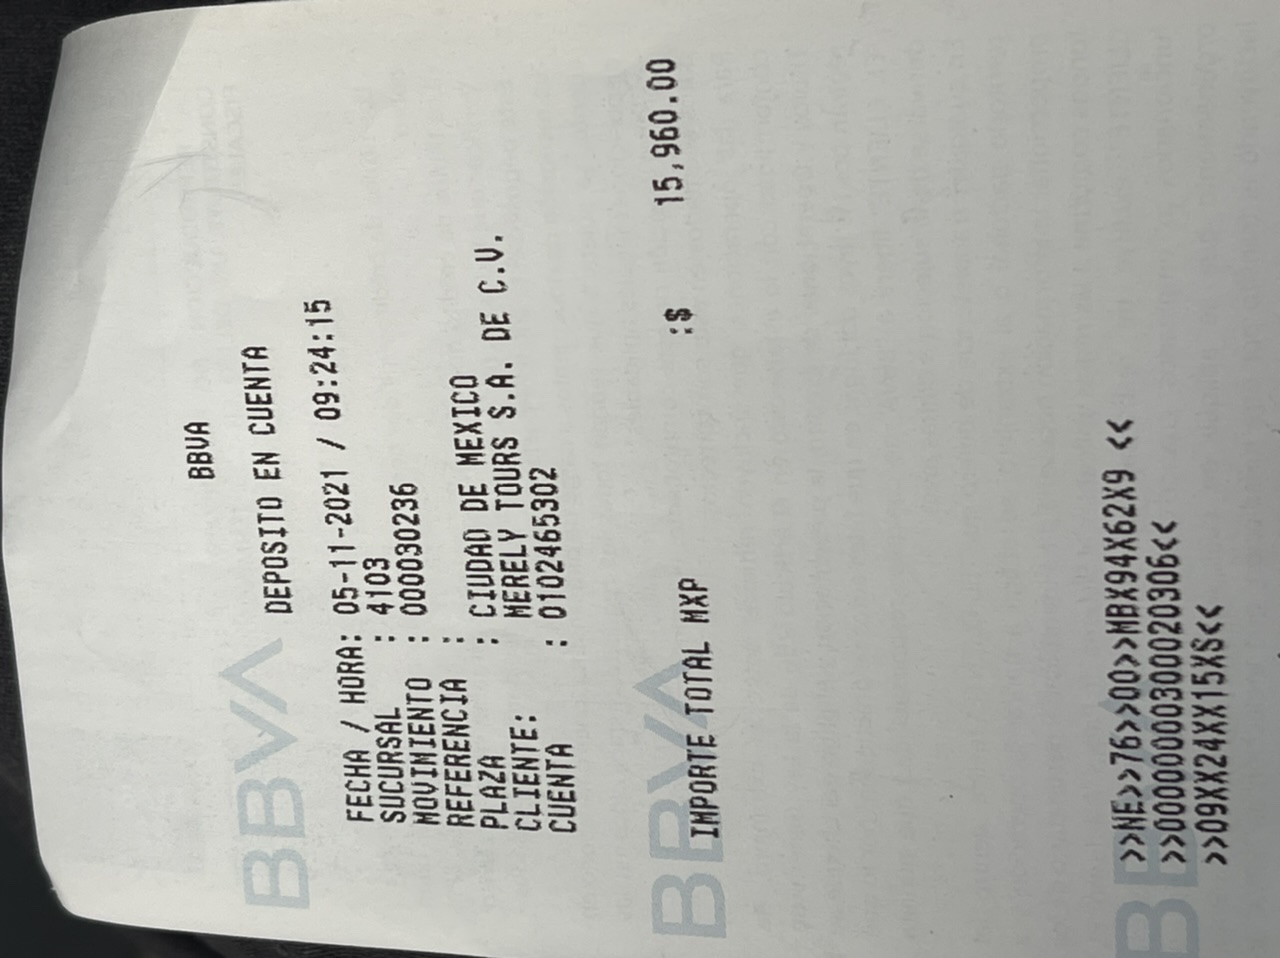 BBVA
DEPOSITO EN CUENTA
BBVA
FECHA / HORA: 05-11-2021 / 09:24:15
SUCURSAL : 4103
MOVIMIENTO : 000030236
REFERENCIA :
PLAZA : CIUDAD DE MEXICO
CLIENTE: MERELY TOURS S.A. DE C.V.
CUENTA : 0102465302
BBVA
IMPORTE TOTAL MXP :$ 15,960.00
>>NE>>76>>00>>MBX94X62X9 <<
>>00000000300020306<<
>>09XX24XX15XS<<